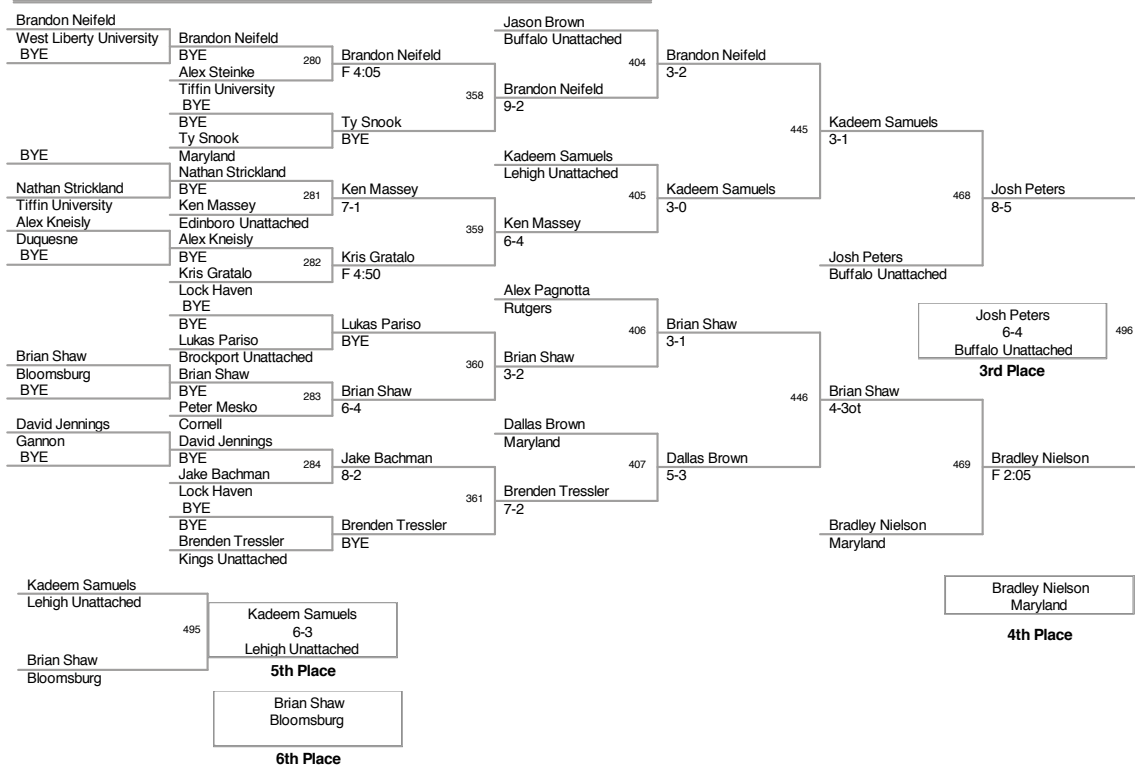 Brandon Neifeld
West Liberty University
BYE
BYE
Nathan Strickland
Tiffin University
Alex Kneisly
Duquesne
BYE
Brian Shaw
Bloomsburg
BYE
David Jennings
Gannon
BYE
Brandon Neifeld
BYE
280
Alex Steinke
Tiffin University
BYE
BYE
Ty Snook
Maryland
Nathan Strickland
BYE
281
Ken Massey
Edinboro Unattached
Alex Kneisly
BYE
282
Kris Gratalo
Lock Haven
BYE
BYE
Lukas Pariso
Brockport Unattached
Brian Shaw
BYE
283
Peter Mesko
Cornell
David Jennings
BYE
284
Jake Bachman
Lock Haven
BYE
BYE
Brenden Tressler
Kings Unattached
Brandon Neifeld
F 4:05
358
Ty Snook
BYE
Ken Massey
7-1
359
Kris Gratalo
F 4:50
Lukas Pariso
BYE
360
Brian Shaw
6-4
Jake Bachman
8-2
361
Brenden Tressler
BYE
Jason Brown
Buffalo Unattached
404
Brandon Neifeld
9-2
Kadeem Samuels
Lehigh Unattached
405
Ken Massey
6-4
Alex Pagnotta
Rutgers
406
Brian Shaw
3-2
Dallas Brown
Maryland
407
Brenden Tressler
7-2
Brandon Neifeld
3-2
445
Kadeem Samuels
3-0
Brian Shaw
3-1
446
Dallas Brown
5-3
Kadeem Samuels
3-1
468
Josh Peters
Buffalo Unattached
Brian Shaw
4-3ot
469
Bradley Nielson
Maryland
Josh Peters
8-5
Josh Peters
6-4
Buffalo Unattached
496
3rd Place
Bradley Nielson
F 2:05
Bradley Nielson
Maryland
4th Place
Kadeem Samuels
Lehigh Unattached
495
Brian Shaw
Bloomsburg
Kadeem Samuels
6-3
Lehigh Unattached
5th Place
Brian Shaw
Bloomsburg
6th Place